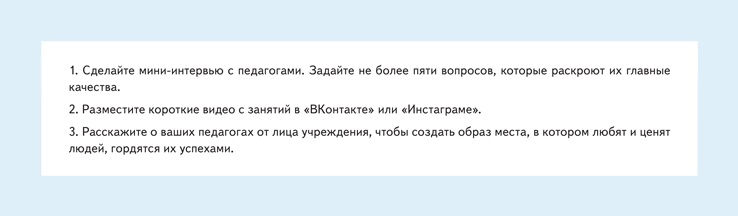 1. Сделайте мини-интервью с педагогами. Задайте не более пяти вопросов, которые раскроют их главные
качества.
2. Разместите короткие видео с занятий в «ВКонтакте» или «Инстаграме».
3. Расскажите о ваших педагогах от лица учреждения, чтобы создать образ места, в котором любят и ценят
людей, гордятся их успехами.